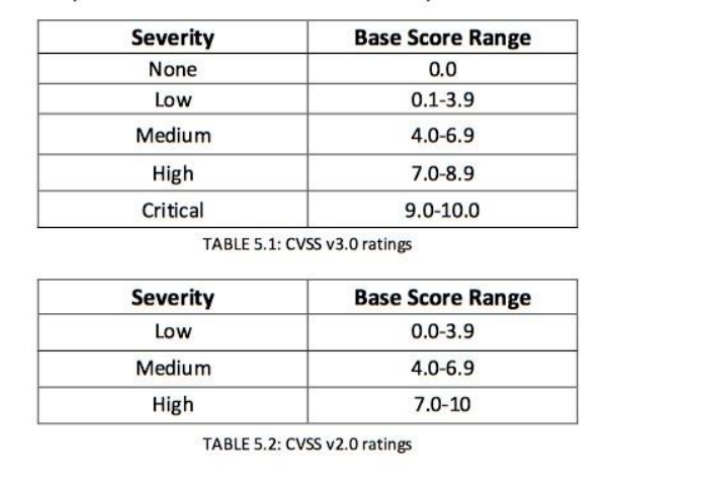 Severity Base Score Range
None 0.0
Low 0.1-3.9
Medium 4.0-6.9
High 7.0-8.9
Critical 9.0-10.0
TABLE 5.1: CVSS v3.0 ratings
Severity Base Score Range
Low 0.0-3.9
Medium 4.0-6.9
High 7.0-10
TABLE 5.2: CVSS v2.0 ratings